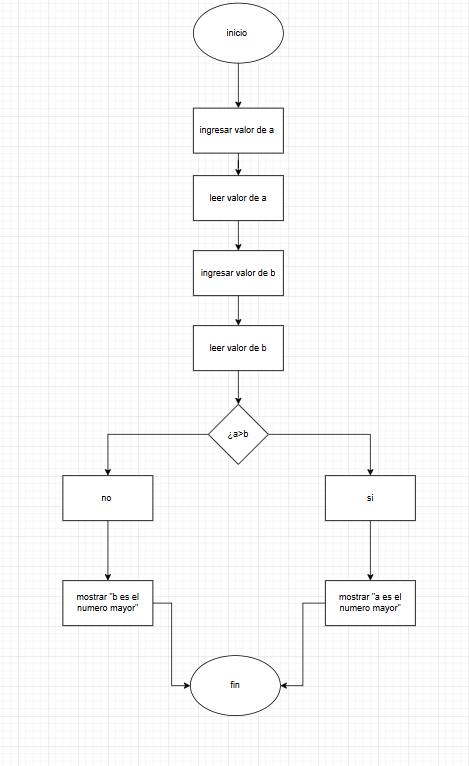 inicio
ingresar valor de a
leer valor de a
ingresar valor de b
leer valor de b
¿a>b
no
si
mostrar "b es el
numero mayor"
mostrar "a es el
numero mayor"
fin